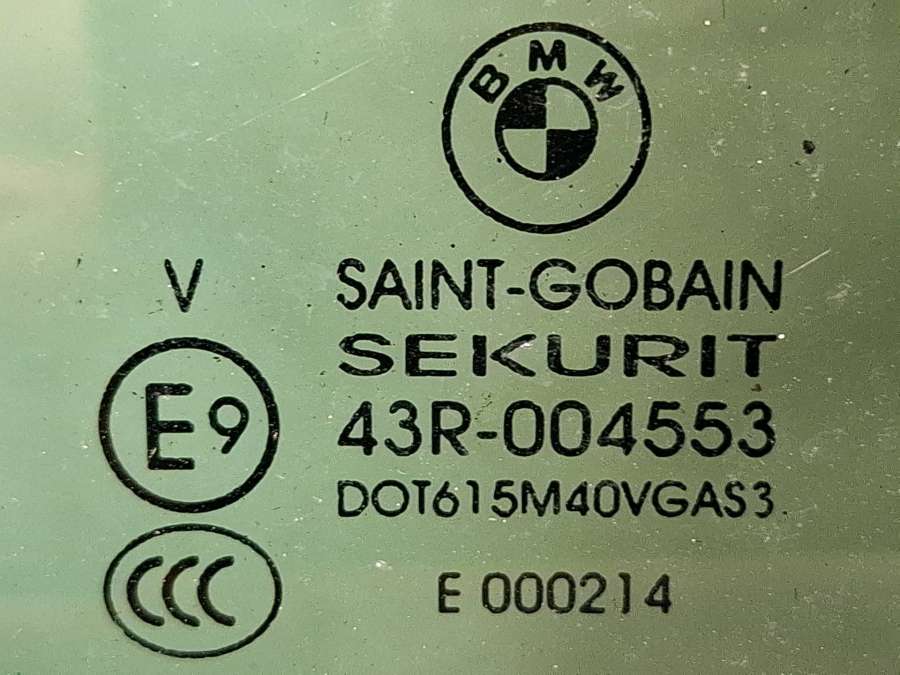 BMW
V
SAINT-GOBAIN
SEKURIT
E9
43R-004553
DOT615M40VGAS3
CCC
E 000214